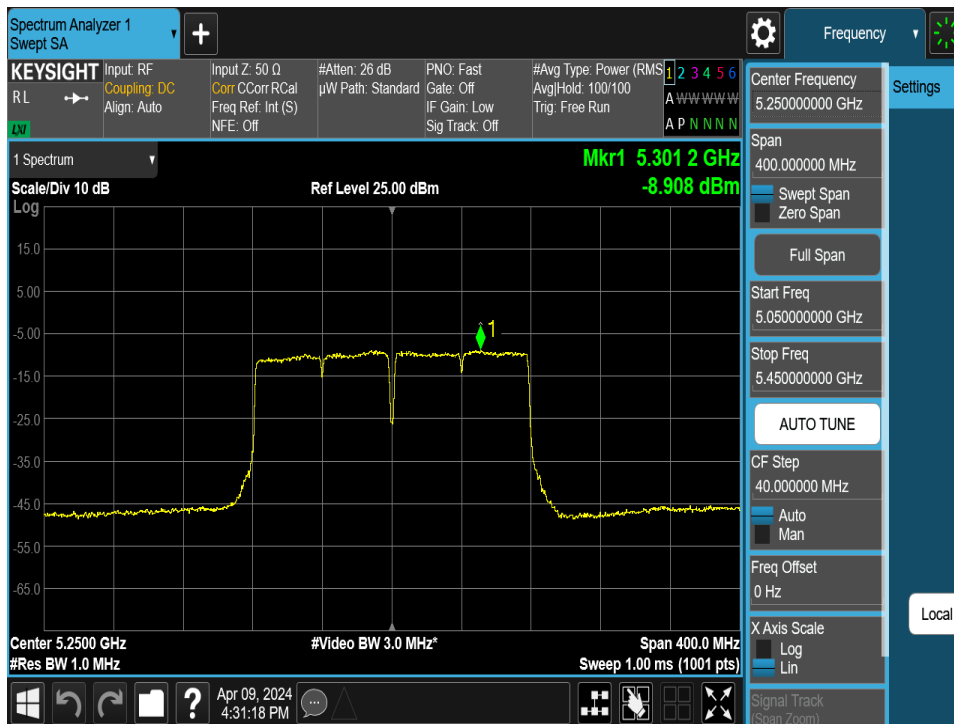 Spectrum Analyzer 1
Swept SA
+
Frequency
KEYSIGHT
R L
LXI
Input: RF
Coupling: DC
Align: Auto
Input Z: 50 Ω
Corr CCorr RCal
Freq Ref: Int (S)
NFE: Off
#Atten: 26 dB
µW Path: Standard
PNO: Fast
Gate: Off
IF Gain: Low
Sig Track: Off
#Avg Type: Power (RMS
Avg|Hold: 100/100
Trig: Free Run
1 2 3 4 5 6
A W W W W W
A P N N N N
1 Spectrum
Mkr1 5.301 2 GHz
-8.908 dBm
Scale/Div 10 dB
Ref Level 25.00 dBm
Log
15.0
5.00
-5.00
-15.0
-25.0
-35.0
-45.0
-55.0
-65.0
1
Center 5.2500 GHz
#Video BW 3.0 MHz*
Span 400.0 MHz
#Res BW 1.0 MHz
Sweep 1.00 ms (1001 pts)
Center Frequency
5.250000000 GHz
Span
400.000000 MHz
Swept Span
Zero Span
Full Span
Start Freq
5.050000000 GHz
Stop Freq
5.450000000 GHz
AUTO TUNE
CF Step
40.000000 MHz
Auto
Man
Freq Offset
0 Hz
X Axis Scale
Log
Lin
Signal Track
(Span Zoom)
Settings
Local
?
Apr 09, 2024
4:31:18 PM